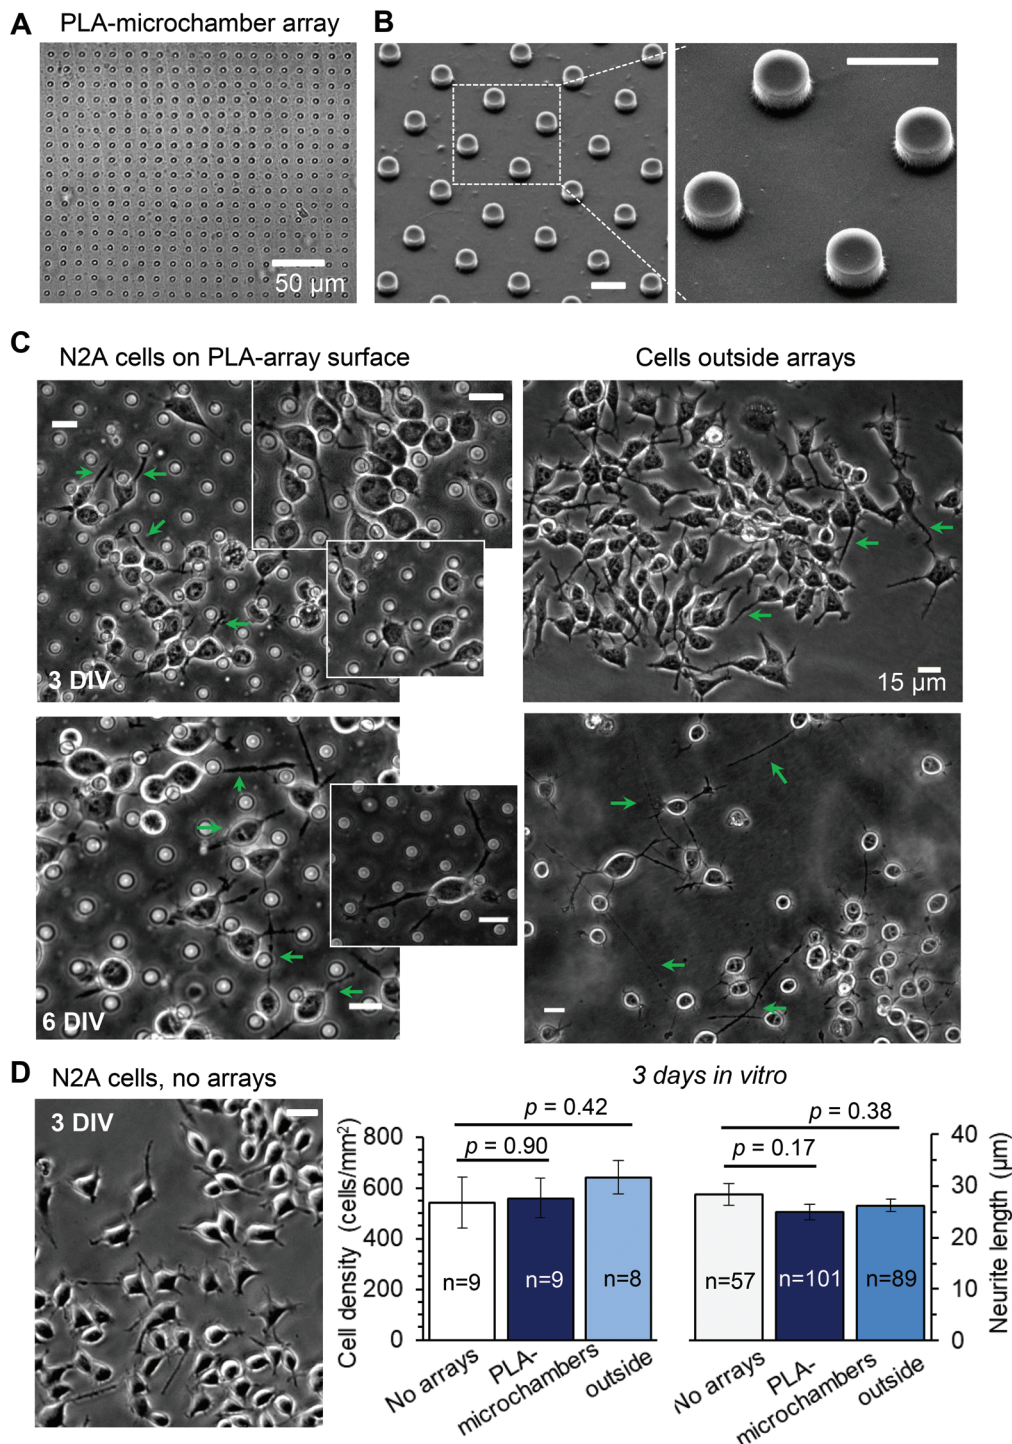 A
PLA-microchamber array
B
50 µm
C
N2A cells on PLA-array surface
Cells outside arrays
3 DIV
15 µm
6 DIV
D
N2A cells, no arrays
3 days in vitro
3 DIV
Cell density (cells/mm²)
800
600
400
200
0
p = 0.42
p = 0.90
n=9
n=9
n=8
No arrays
PLA-
microchambers
outside
p = 0.38
p = 0.17
n=57
n=101
n=89
No arrays
PLA-
microchambers
outside
40
30
20
10
0
Neurite length (µm)